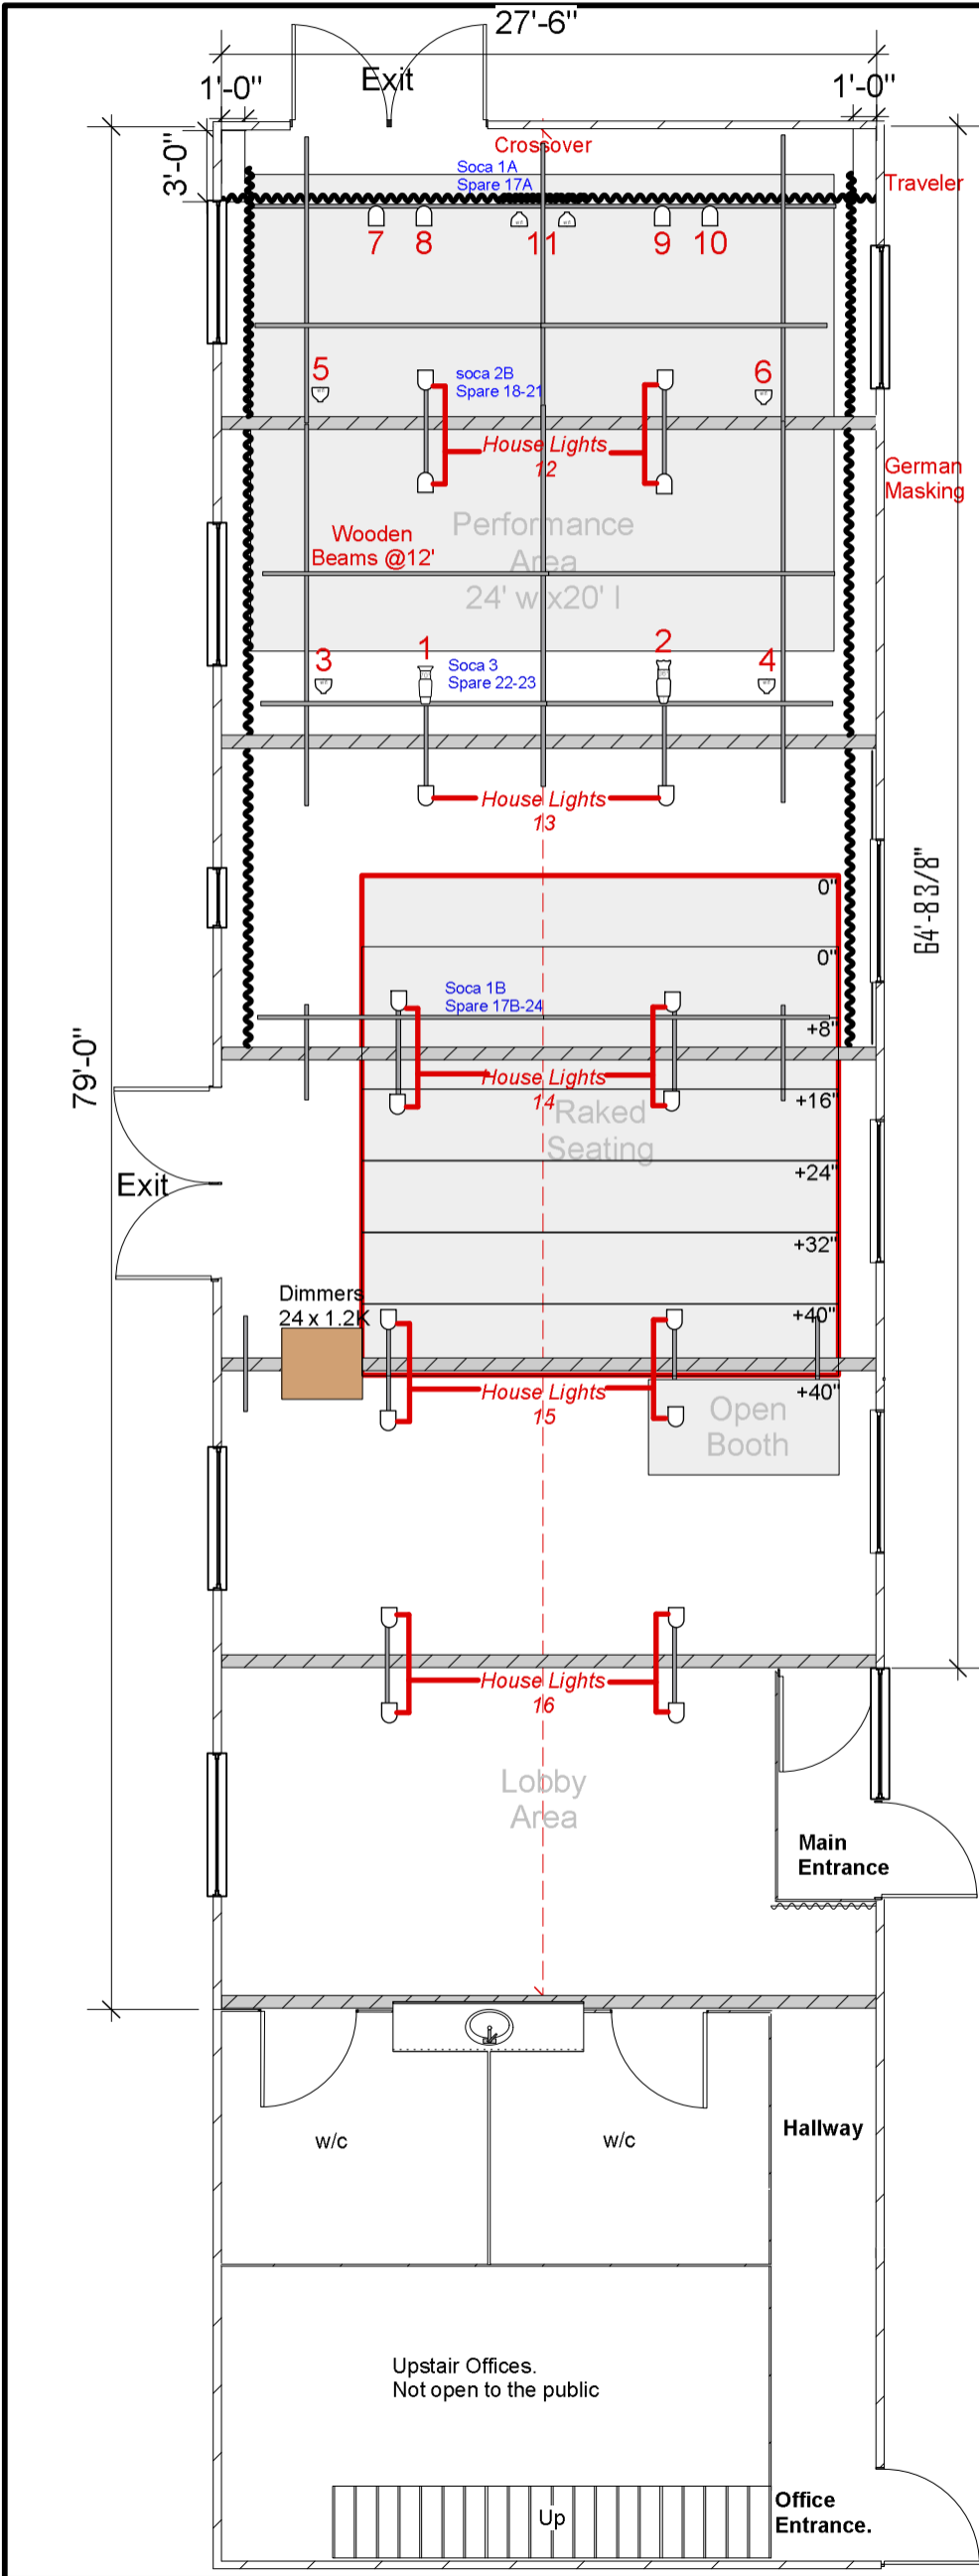 27'-6"
Exit
1'-0"
1'-0"
3'-0"
Crossover
Soca 1A
Spare 17A
Traveler
7
8
11
9
10
5
soca 2B
Spare 18-21
6
House Lights
12
German
Masking
Performance
Area
24' w x20' l
Wooden
Beams @12'
3
1
Soca 3
Spare 22-23
2
4
House Lights
13
64'-8 3/8"
0"
0"
Soca 1B
Spare 17B-24
+8"
79'-0"
House Lights
14
+16"
Raked
Seating
+24"
Exit
+32"
Dimmers
24 x 1.2K
+40"
House Lights
15
+40"
Open
Booth
House Lights
16
Lobby
Area
Main
Entrance
Hallway
w/c
w/c
Upstair Offices.
Not open to the public
Up
Office
Entrance.